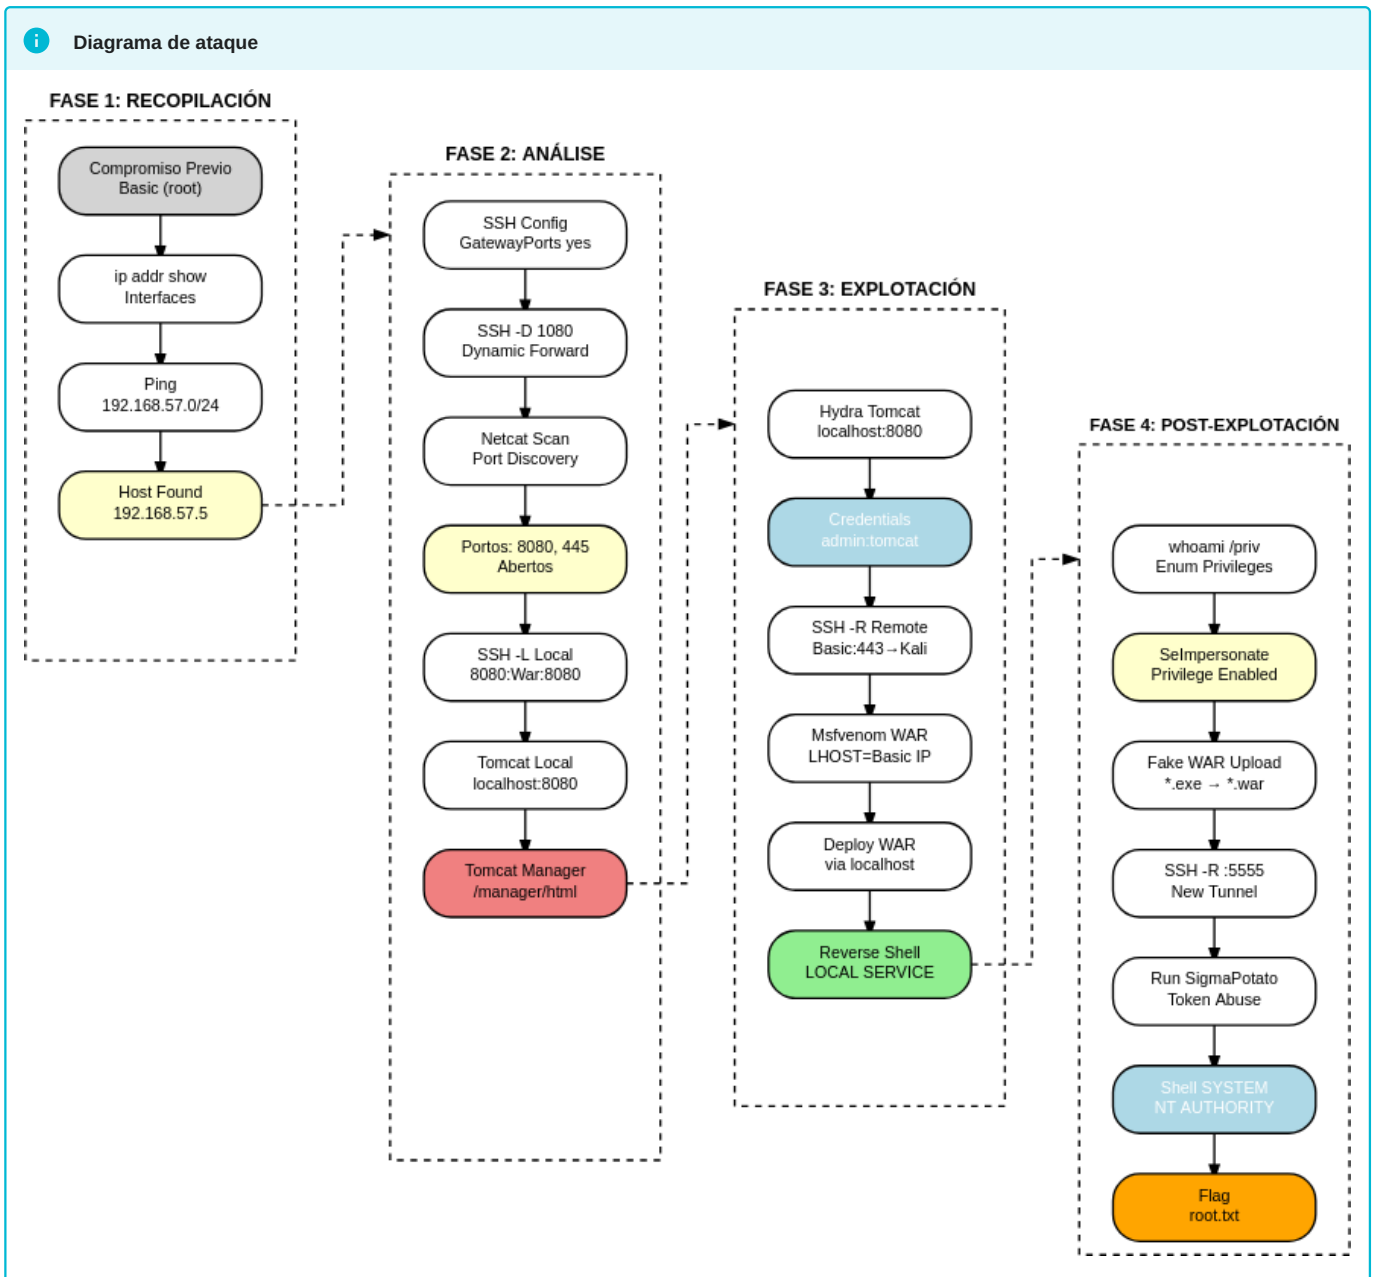 Diagrama de ataque
FASE 1: RECOPILACIÓN
Compromiso Previo
Basic (root)
ip addr show
Interfaces
Ping
192.168.57.0/24
Host Found
192.168.57.5
FASE 2: ANÁLISE
SSH Config
GatewayPorts yes
SSH -D 1080
Dynamic Forward
Netcat Scan
Port Discovery
Portos: 8080, 445
Abertos
SSH -L Local
8080:War:8080
Tomcat Local
localhost:8080
Tomcat Manager
/manager/html
FASE 3: EXPLOTACIÓN
Hydra Tomcat
localhost:8080
Credentials
admin:tomcat
SSH -R Remote
Basic:443→Kali
Msfvenom WAR
LHOST=Basic IP
Deploy WAR
via localhost
Reverse Shell
LOCAL SERVICE
FASE 4: POST-EXPLOTACIÓN
whoami /priv
Enum Privileges
SeImpersonate
Privilege Enabled
Fake WAR Upload
*.exe → *.war
SSH -R :5555
New Tunnel
Run SigmaPotato
Token Abuse
Shell SYSTEM
NT AUTHORITY
Flag
root.txt